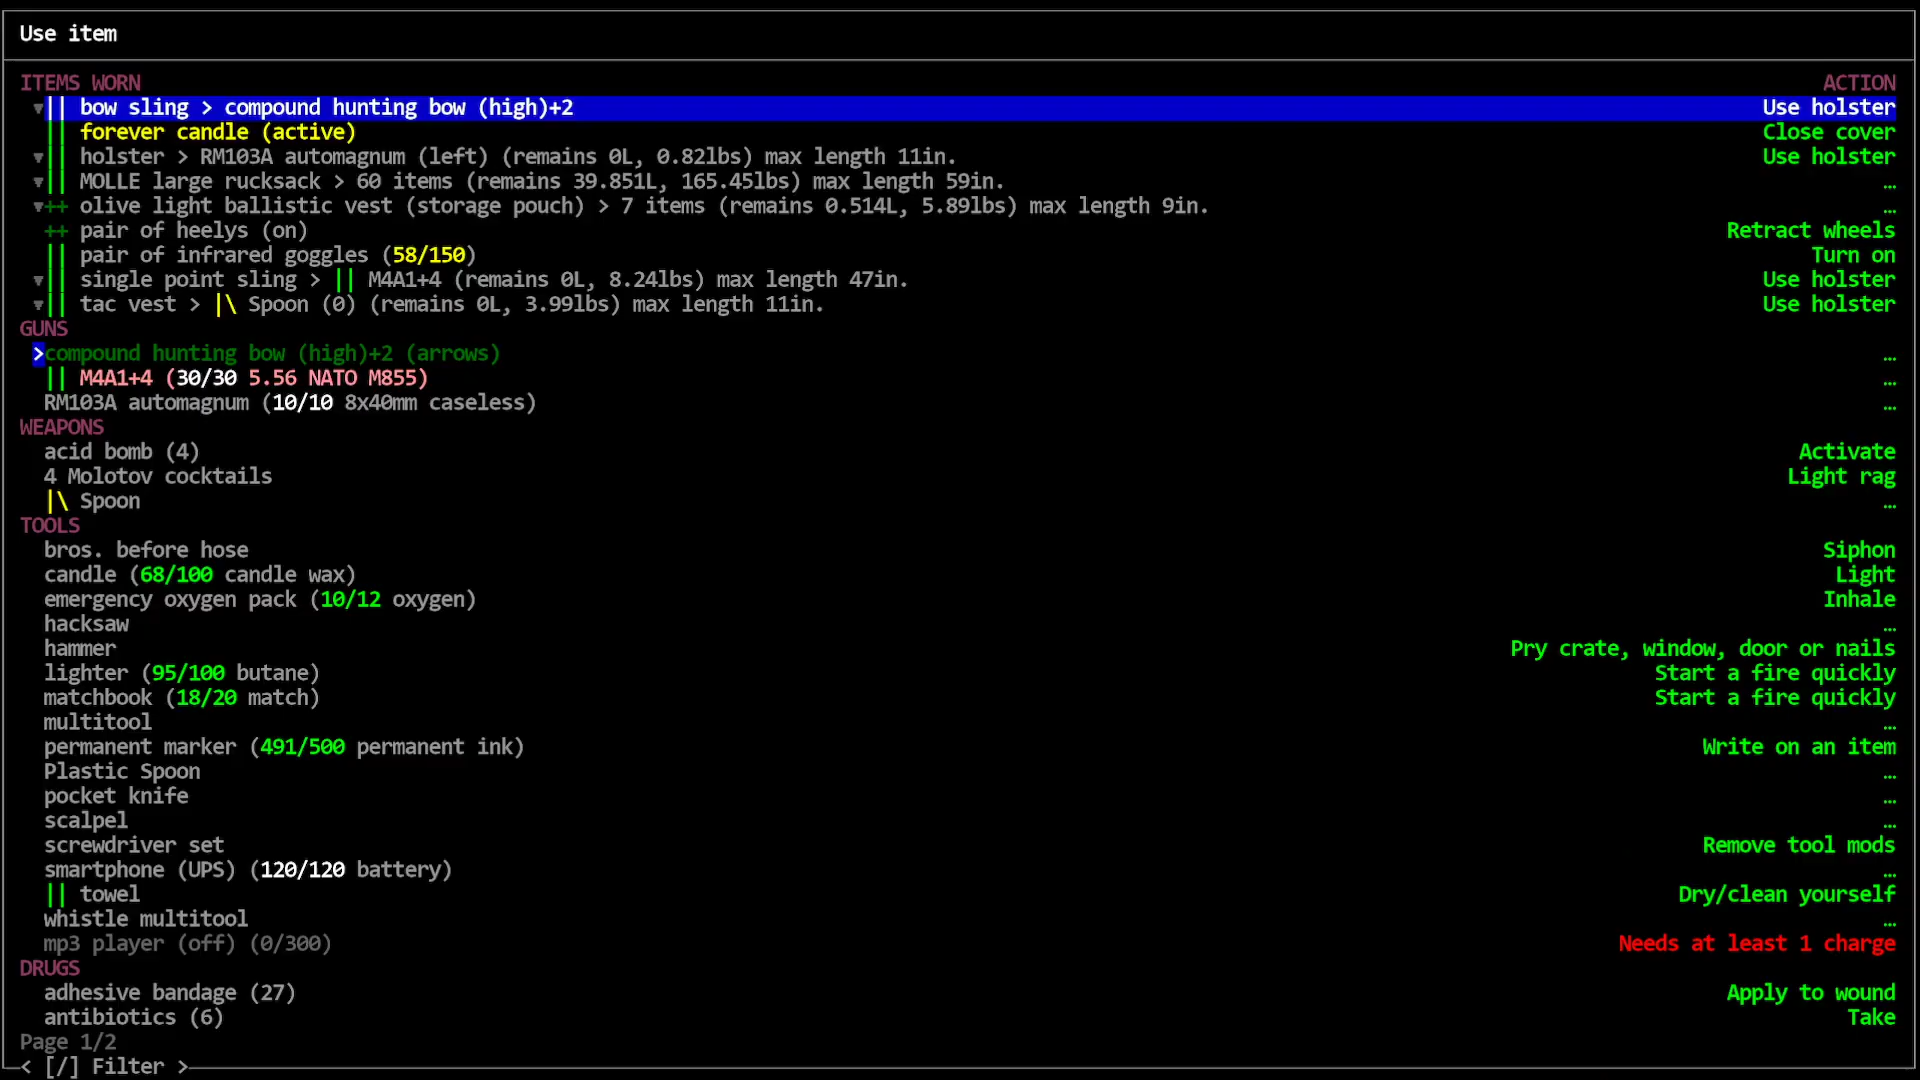 Use item
ITEMS WORN ACTION
▼|| bow sling > compound hunting bow (high)+2 Use holster
|| forever candle (active) Close cover
▼|| holster > RM103A automagnum (left) (remains 0L, 0.82lbs) max length 11in. Use holster
▼|| MOLLE large rucksack > 60 items (remains 39.851L, 165.45lbs) max length 59in. …
▼++ olive light ballistic vest (storage pouch) > 7 items (remains 0.514L, 5.89lbs) max length 9in. …
++ pair of heelys (on) Retract wheels
|| pair of infrared goggles (58/150) Turn on
▼|| single point sling > || M4A1+4 (remains 0L, 8.24lbs) max length 47in. Use holster
▼|| tac vest > |\ Spoon (0) (remains 0L, 3.99lbs) max length 11in. Use holster
GUNS
>compound hunting bow (high)+2 (arrows) …
|| M4A1+4 (30/30 5.56 NATO M855) …
RM103A automagnum (10/10 8x40mm caseless) …
WEAPONS
acid bomb (4) Activate
4 Molotov cocktails Light rag
|\ Spoon …
TOOLS
bros. before hose Siphon
candle (68/100 candle wax) Light
emergency oxygen pack (10/12 oxygen) Inhale
hacksaw …
hammer Pry crate, window, door or nails
lighter (95/100 butane) Start a fire quickly
matchbook (18/20 match) Start a fire quickly
multitool …
permanent marker (491/500 permanent ink) Write on an item
Plastic Spoon …
pocket knife …
scalpel …
screwdriver set Remove tool mods
smartphone (UPS) (120/120 battery) …
|| towel Dry/clean yourself
whistle multitool …
mp3 player (off) (0/300) Needs at least 1 charge
DRUGS
adhesive bandage (27) Apply to wound
antibiotics (6) Take
Page 1/2
< [/] Filter >